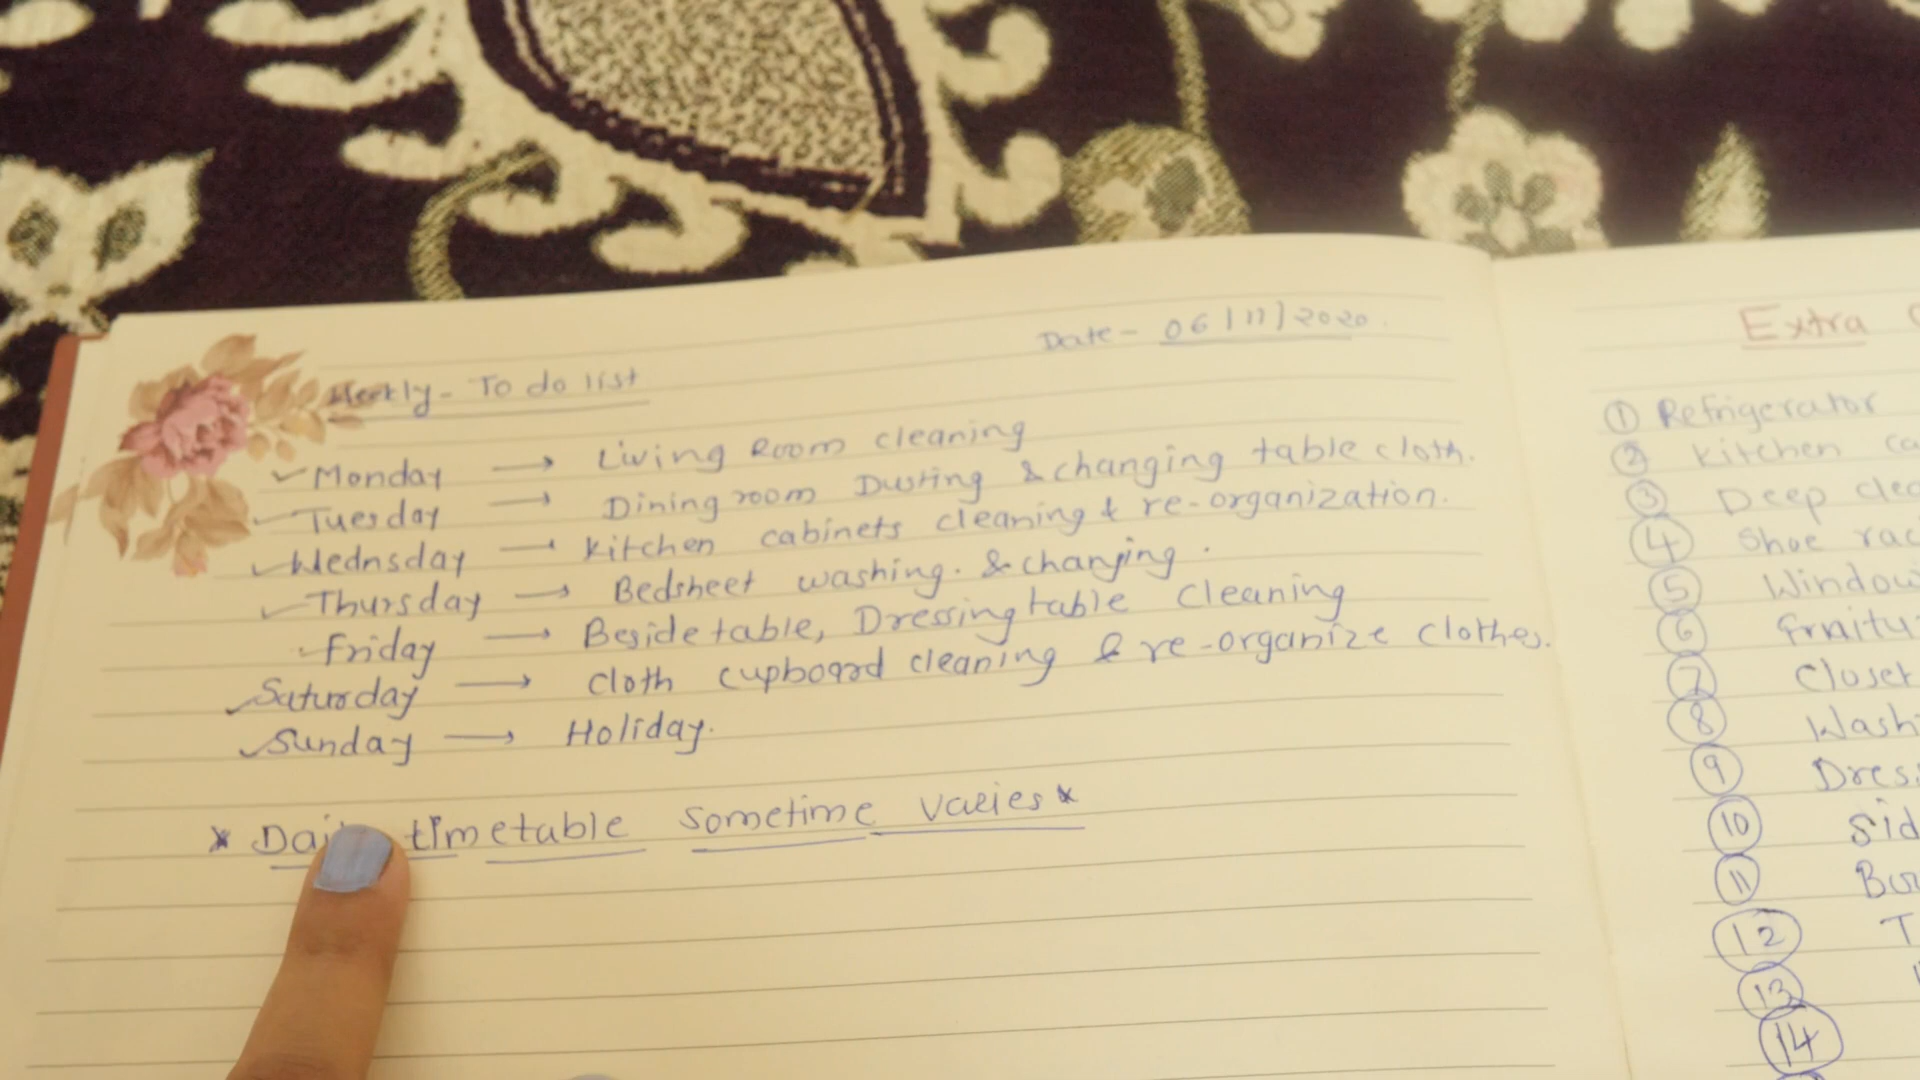 Date - 06/11/2020.
Weekly - To do list
Monday → Living Room cleaning
Tuesday → Dining room Dusting & changing table cloth.
Wednsday → Kitchen cabinets cleaning & re-organization.
Thursday → Bedsheet washing. & changing.
Friday → Beside table, Dressing table cleaning
Saturday → Cloth cupboard cleaning & re-organize clothes.
Sunday → Holiday.
* timetable sometime varies *
Extra
① Refrigerator
② Kitchen
③ Deep
④ Shoe
⑤
⑥
⑦ Closet
⑧
⑨
⑩
⑪
⑫
⑬
⑭